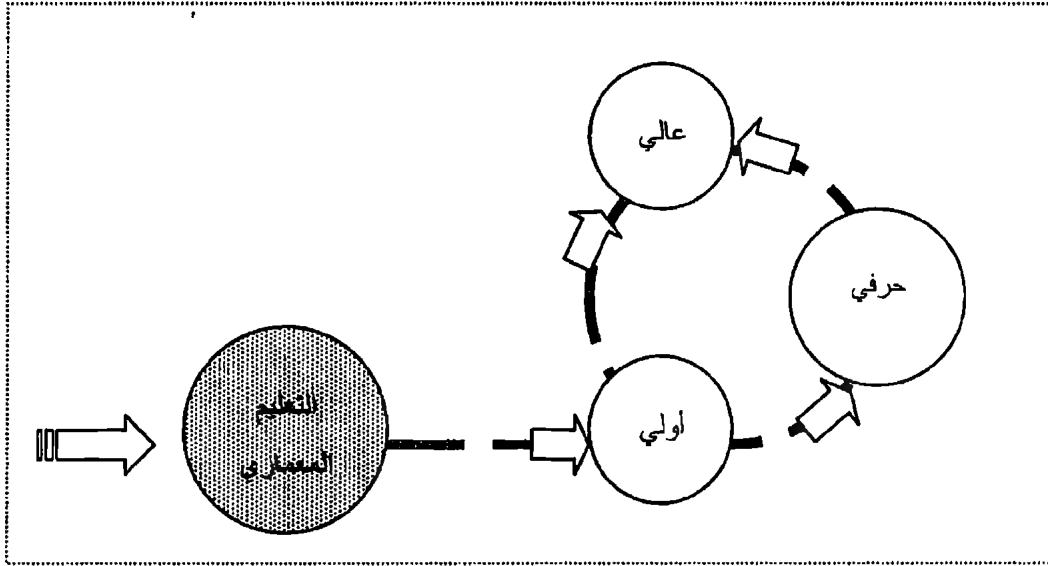 عالي
حرفي
التعليم
المعماري
أولي